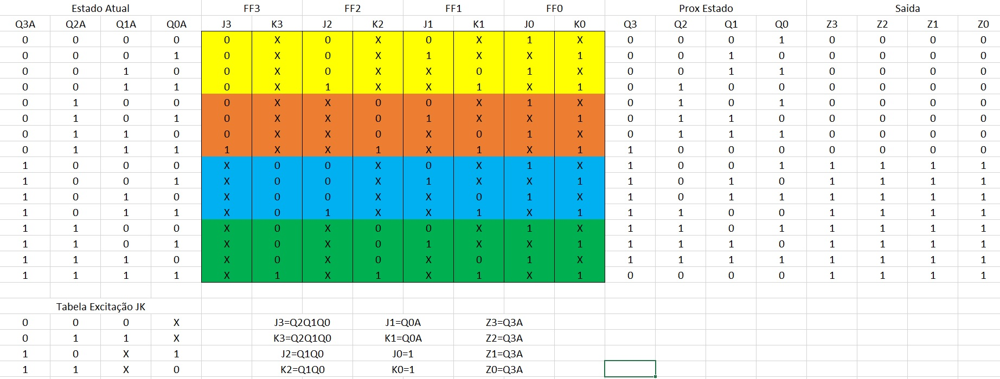 Estado Atual FF3 FF2 FF1 FF0 Prox Estado Saida
Q3A Q2A Q1A Q0A J3 K3 J2 K2 J1 K1 J0 K0 Q3 Q2 Q1 Q0 Z3 Z2 Z1 Z0
0 0 0 0 0 X 0 X 0 X 1 X 0 0 0 1 0 0 0 0
0 0 0 1 0 X 0 X 1 X X 1 0 0 1 0 0 0 0 0
0 0 1 0 0 X 0 X X 0 1 X 0 0 1 1 0 0 0 0
0 0 1 1 0 X 1 X X 1 X 1 0 1 0 0 0 0 0 0
0 1 0 0 0 X X 0 0 X 1 X 0 1 0 1 0 0 0 0
0 1 0 1 0 X X 0 1 X X 1 0 1 1 0 0 0 0 0
0 1 1 0 0 X X 0 X 0 1 X 0 1 1 1 0 0 0 0
0 1 1 1 1 X X 1 X 1 X 1 1 0 0 0 0 0 0 0
1 0 0 0 X 0 0 X 0 X 1 X 1 0 0 1 1 1 1 1
1 0 0 1 X 0 0 X 1 X X 1 1 0 1 0 1 1 1 1
1 0 1 0 X 0 0 X X 0 1 X 1 0 1 1 1 1 1 1
1 0 1 1 X 0 1 X X 1 X 1 1 1 0 0 1 1 1 1
1 1 0 0 X 0 X 0 0 X 1 X 1 1 0 1 1 1 1 1
1 1 0 1 X 0 X 0 1 X X 1 1 1 1 0 1 1 1 1
1 1 1 0 X 0 X 0 X 0 1 X 1 1 1 1 1 1 1 1
1 1 1 1 X 1 X 1 X 1 X 1 0 0 0 0 1 1 1 1
Tabela Excitação JK
0 0 0 X J3=Q2Q1Q0 J1=Q0A Z3=Q3A
0 1 1 X K3=Q2Q1Q0 K1=Q0A Z2=Q3A
1 0 X 1 J2=Q1Q0 J0=1 Z1=Q3A
1 1 X 0 K2=Q1Q0 K0=1 Z0=Q3A